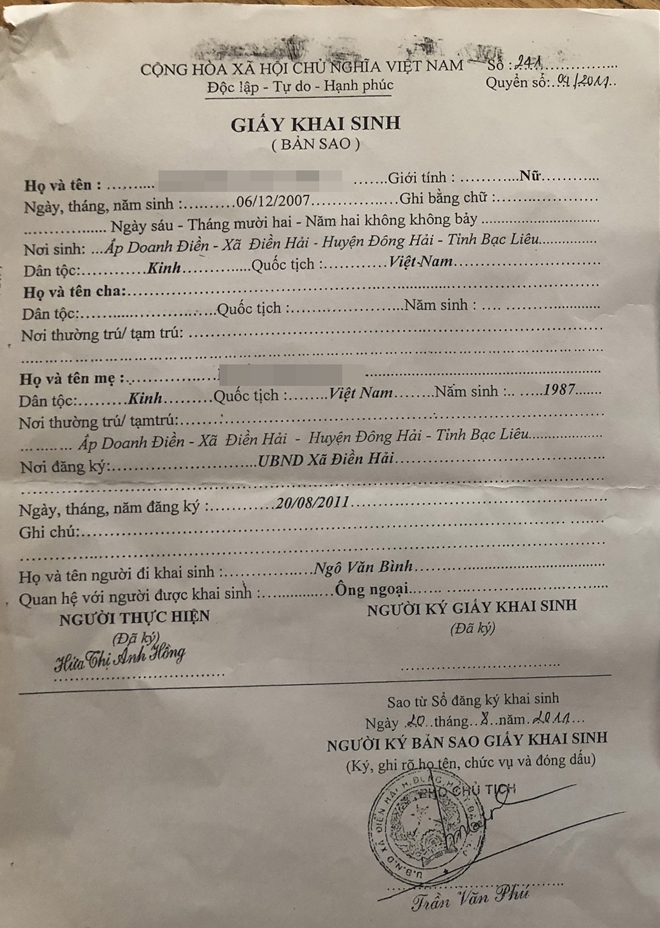 CỘNG HÒA XÃ HỘI CHỦ NGHĨA VIỆT NAM Số : 241
Độc lập - Tự do - Hạnh phúc Quyển số: 01/2011
GIẤY KHAI SINH
( BẢN SAO )
Họ và tên : Giới tính : Nữ
Ngày, tháng, năm sinh : 06/12/2007 Ghi bằng chữ :
Ngày sáu - Tháng mười hai - Năm hai không không bảy
Nơi sinh: Ấp Doanh Điền - Xã Điền Hải - Huyện Đông Hải - Tỉnh Bạc Liêu
Dân tộc: Kinh Quốc tịch : Việt Nam
Họ và tên cha:
Dân tộc: Quốc tịch : Năm sinh :
Nơi thường trú/ tạm trú:
Họ và tên mẹ :
Dân tộc: Kinh Quốc tịch : Việt Nam Năm sinh : 1987
Nơi thường trú/ tạmtrú:
Ấp Doanh Điền - Xã Điền Hải - Huyện Đông Hải - Tỉnh Bạc Liêu
Nơi đăng ký: UBND Xã Điền Hải
Ngày, tháng, năm đăng ký : 20/08/2011
Ghi chú:
Họ và tên người đi khai sinh : Ngô Văn Bình
Quan hệ với người được khai sinh : Ông ngoại
NGƯỜI THỰC HIỆN NGƯỜI KÝ GIẤY KHAI SINH
(Đã ký) (Đã ký)
Hứa Thị Ánh Hồng
Sao từ Sổ đăng ký khai sinh
Ngày 20 tháng 8 năm 2011
NGƯỜI KÝ BẢN SAO GIẤY KHAI SINH
(Ký, ghi rõ họ tên, chức vụ và đóng dấu)
PHÓ CHỦ TỊCH
U.B.N.D XÃ ĐIỀN HẢI
Trần Văn Phú